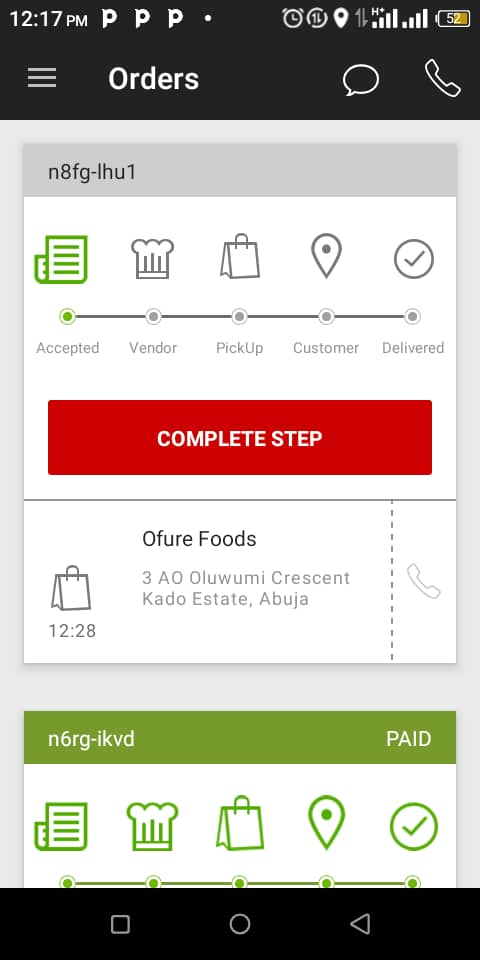 12:17 PM
H+
52
Orders
n8fg-lhu1
Accepted Vendor PickUp Customer Delivered
COMPLETE STEP
Ofure Foods
3 AO Oluwumi Crescent
Kado Estate, Abuja
12:28
n6rg-ikvd PAID